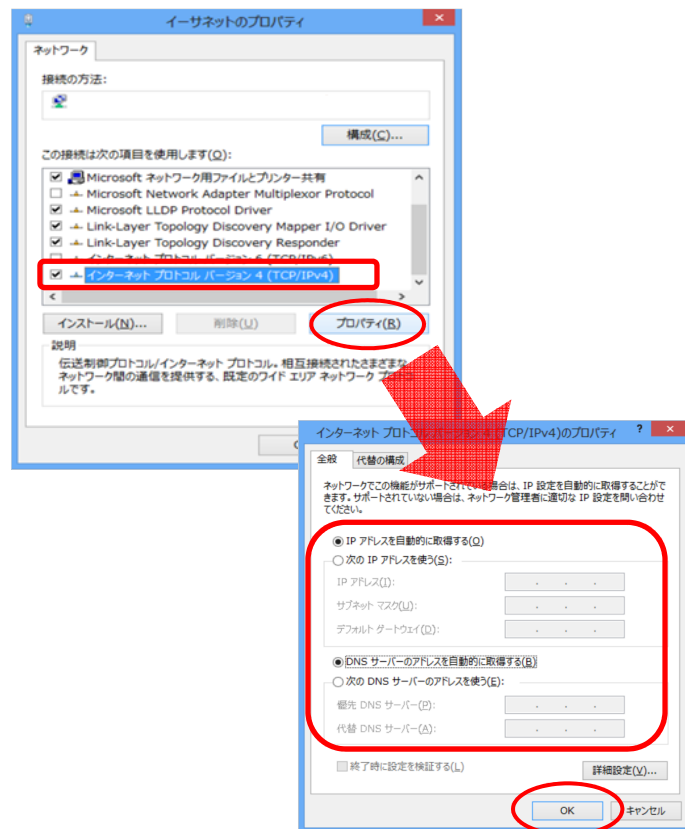 イーサネットのプロパティ
ネットワーク
接続の方法:
構成(C)...
この接続は次の項目を使用します(O):
Microsoft ネットワーク用ファイルとプリンター共有
Microsoft Network Adapter Multiplexor Protocol
Microsoft LLDP Protocol Driver
Link-Layer Topology Discovery Mapper I/O Driver
Link-Layer Topology Discovery Responder
インターネット プロトコル バージョン 6 (TCP/IPv6)
インターネット プロトコル バージョン 4 (TCP/IPv4)
インストール(N)...
削除(U)
プロパティ(R)
説明
伝送制御プロトコル/インターネット プロトコル。相互接続されたさまざまな
ネットワーク間の通信を提供する、既定のワイド エリア ネットワーク
ルです。
インターネット プロトコル バージョン 4 (TCP/IPv4)のプロパティ
全般
代替の構成
ネットワークでこの機能がサポートされている場合は、IP 設定を自動的に取得することがで
きます。サポートされていない場合は、ネットワーク管理者に適切な IP 設定を問い合わせ
てください。
IP アドレスを自動的に取得する(O)
次の IP アドレスを使う(S):
IP アドレス(I):
サブネット マスク(U):
デフォルト ゲートウェイ(D):
DNS サーバーのアドレスを自動的に取得する(B)
次の DNS サーバーのアドレスを使う(E):
優先 DNS サーバー(P):
代替 DNS サーバー(A):
終了時に設定を検証する(L)
詳細設定(V)...
OK
キャンセル